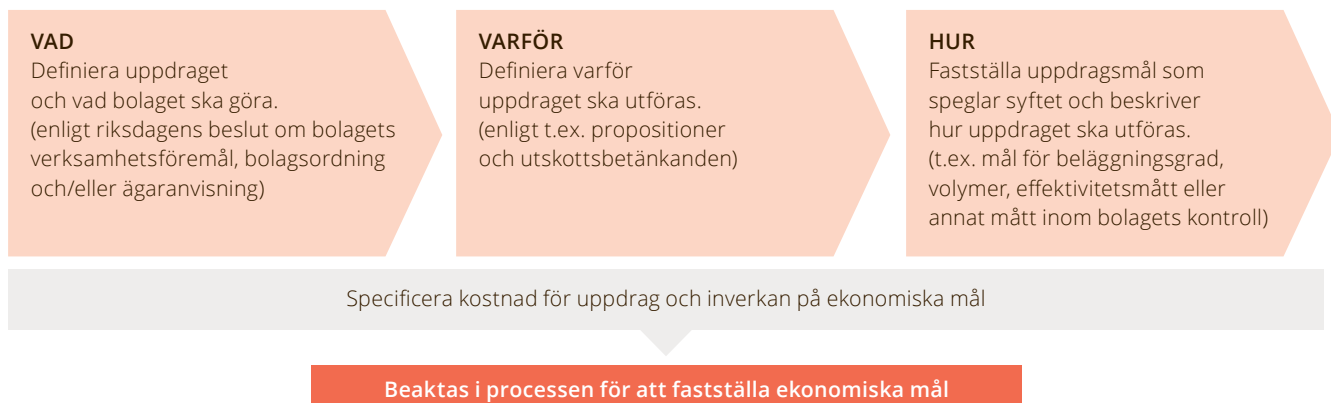 VAD
Definiera uppdraget
och vad bolaget ska göra.
(enligt riksdagens beslut om bolagets
verksamhetsföremål, bolagsordning
och/eller ägaranvisning)
VARFÖR
Definiera varför
uppdraget ska utföras.
(enligt t.ex. propositioner
och utskottsbetänkanden)
HUR
Fastställa uppdragsmål som
speglar syftet och beskriver
hur uppdraget ska utföras.
(t.ex. mål för beläggningsgrad,
volymer, effektivitetsmått eller
annat mått inom bolagets kontroll)
Specificera kostnad för uppdrag och inverkan på ekonomiska mål
Beaktas i processen för att fastställa ekonomiska mål